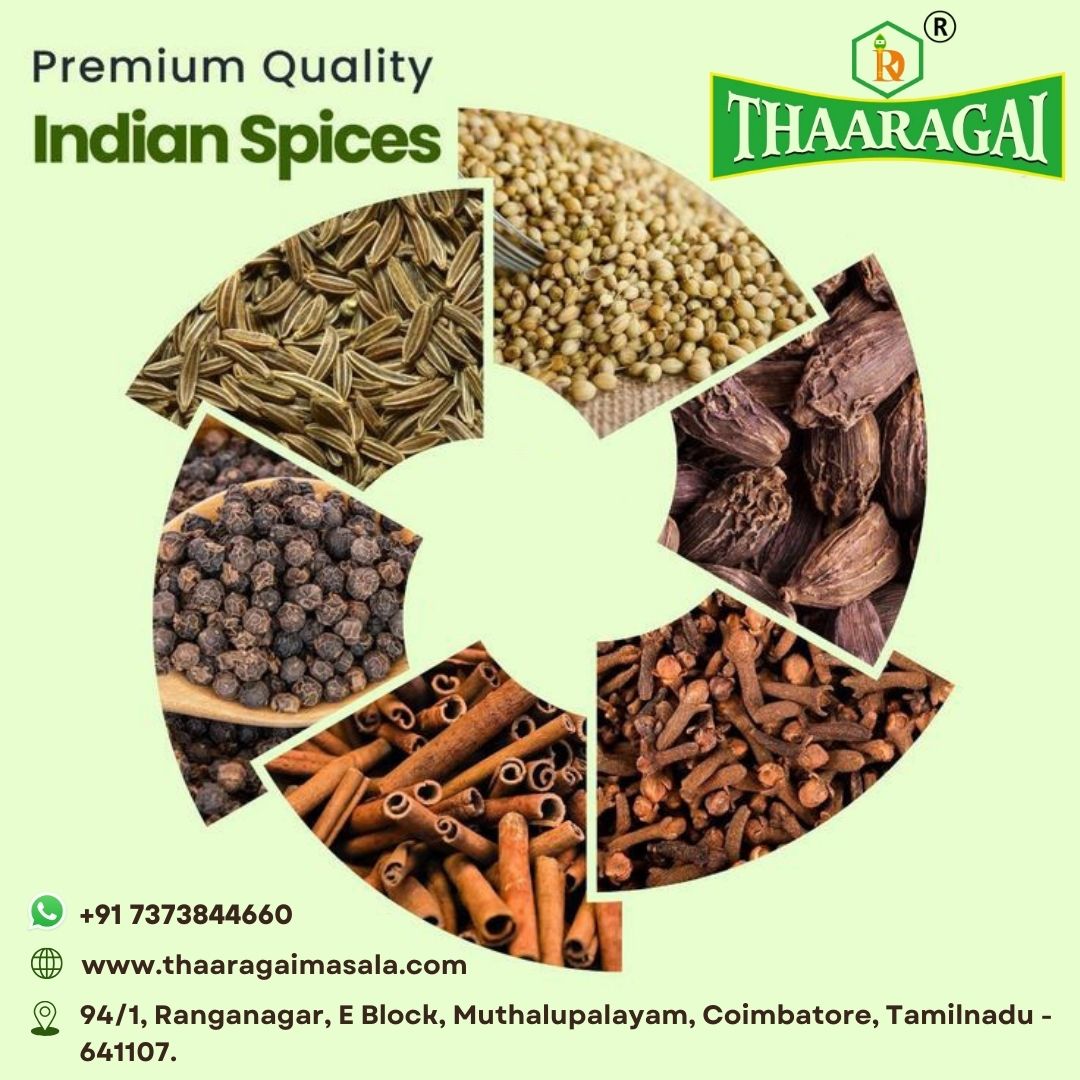 Premium Quality
Indian Spices
®
THAARAGAI
+91 7373844660
www.thaaragaimasala.com
94/1, Ranganagar, E Block, Muthalupalayam, Coimbatore, Tamilnadu -
641107.